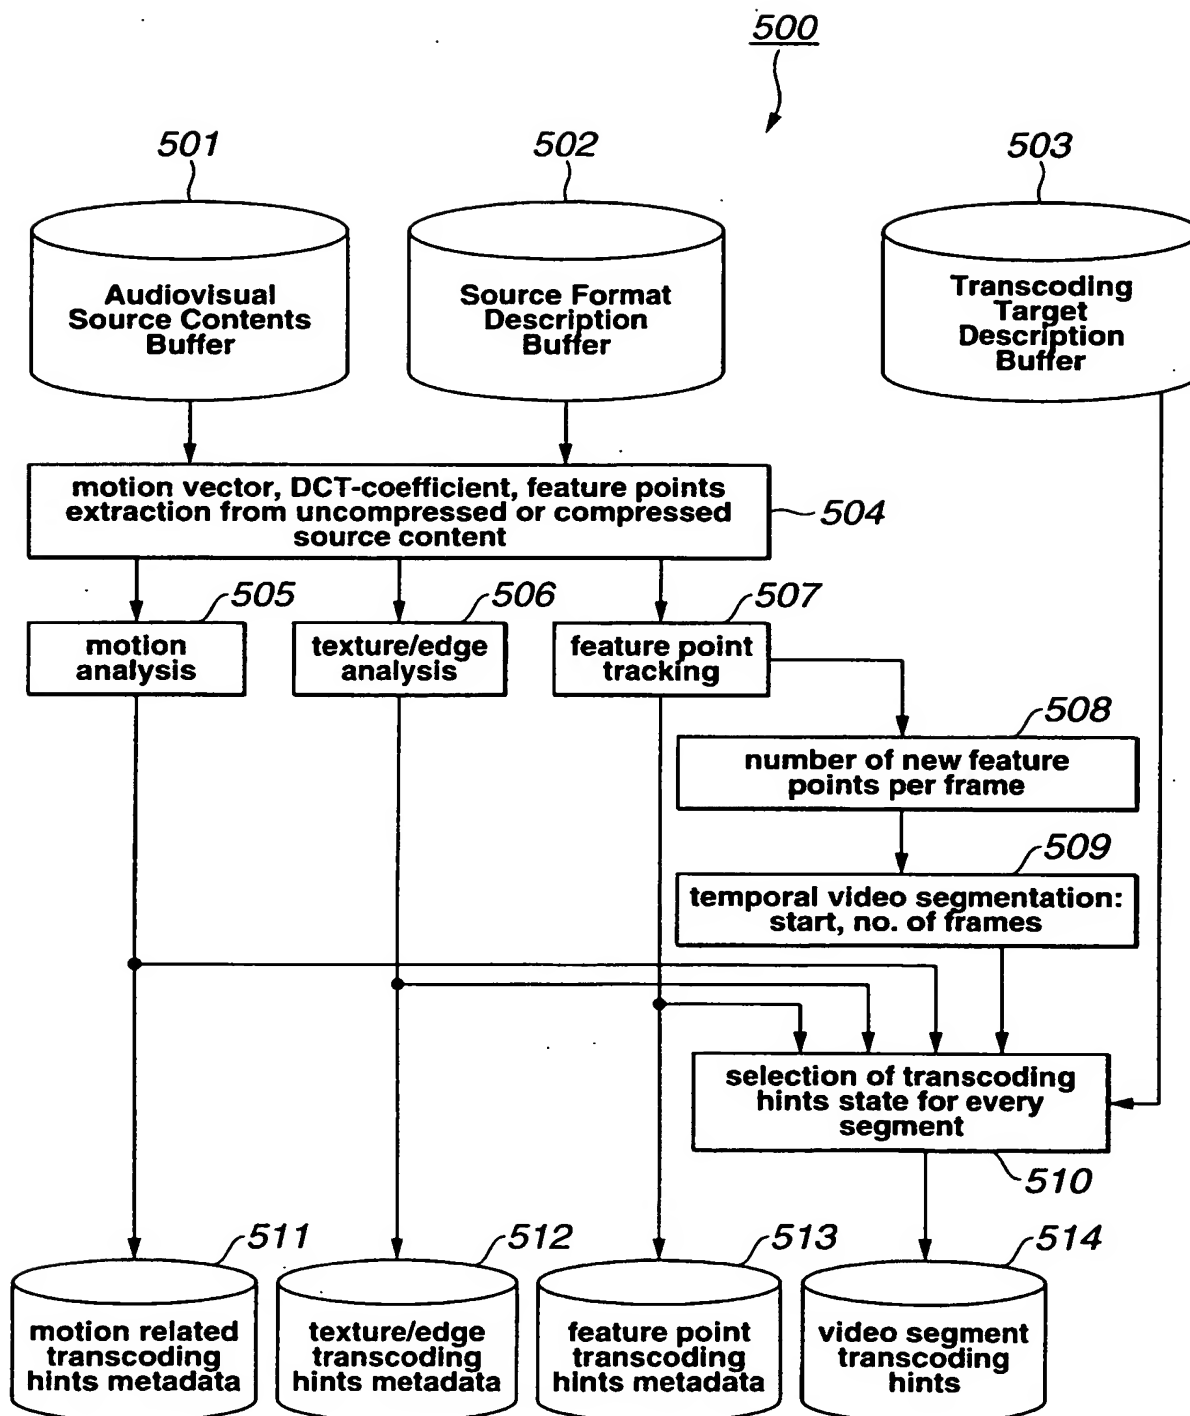 500
501
502
503
Audiovisual
Source Contents
Buffer
Source Format
Description
Buffer
Transcoding
Target
Description
Buffer
motion vector, DCT-coefficient, feature points
extraction from uncompressed or compressed
source content
504
505
506
507
motion
analysis
texture/edge
analysis
feature point
tracking
508
number of new feature
points per frame
509
temporal video segmentation:
start, no. of frames
selection of transcoding
hints state for every
segment
510
511
512
513
514
motion related
transcoding
hints metadata
texture/edge
transcoding
hints metadata
feature point
transcoding
hints metadata
video segment
transcoding
hints